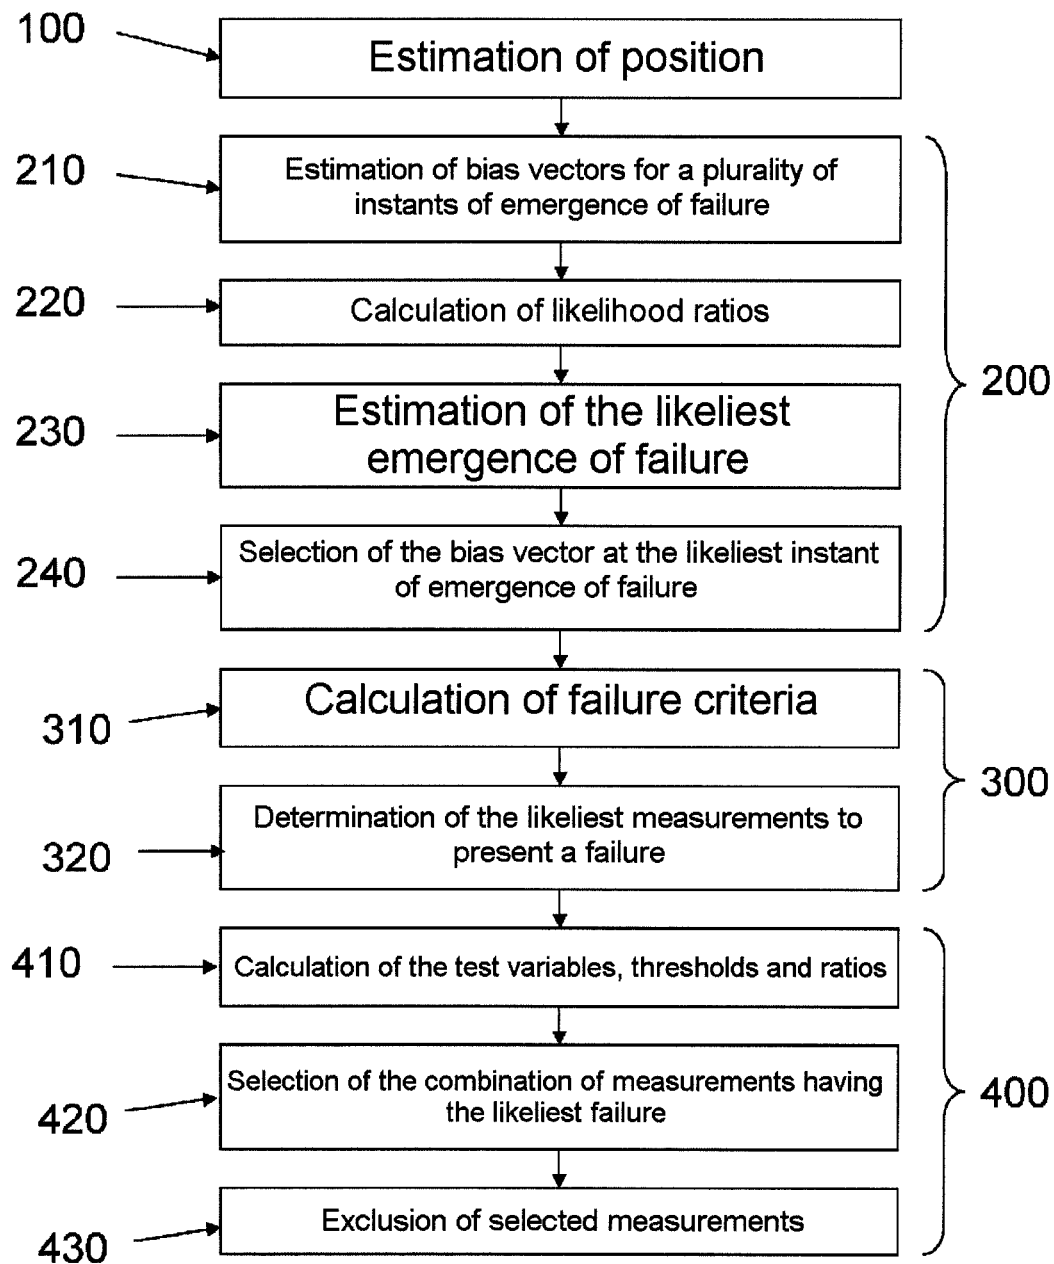 100
Estimation of position
210
Estimation of bias vectors for a plurality of
instants of emergence of failure
220
Calculation of likelihood ratios
200
230
Estimation of the likeliest
emergence of failure
240
Selection of the bias vector at the likeliest instant
of emergence of failure
310
Calculation of failure criteria
300
320
Determination of the likeliest measurements to
present a failure
410
Calculation of the test variables, thresholds and ratios
420
Selection of the combination of measurements having
the likeliest failure
400
430
Exclusion of selected measurements